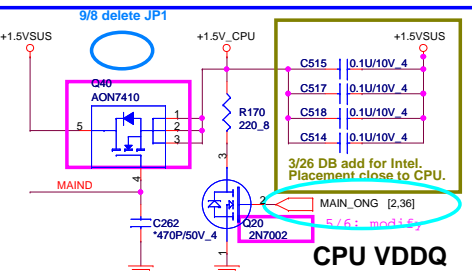 9/8 delete JP1
+1.5VSUS
+1.5V_CPU
+1.5VSUS
Q40
AON7410
5
1
2
3
4
MAIND
C262
*470P/50V_4
R170
220_8
3
2
1
Q20
2N7002
C515
0.1U/10V_4
C517
0.1U/10V_4
C518
0.1U/10V_4
C514
0.1U/10V_4
3/26 DB add for Intel.
Placement close to CPU.
MAIN_ONG [2,36]
5/6: modify
CPU VDDQ